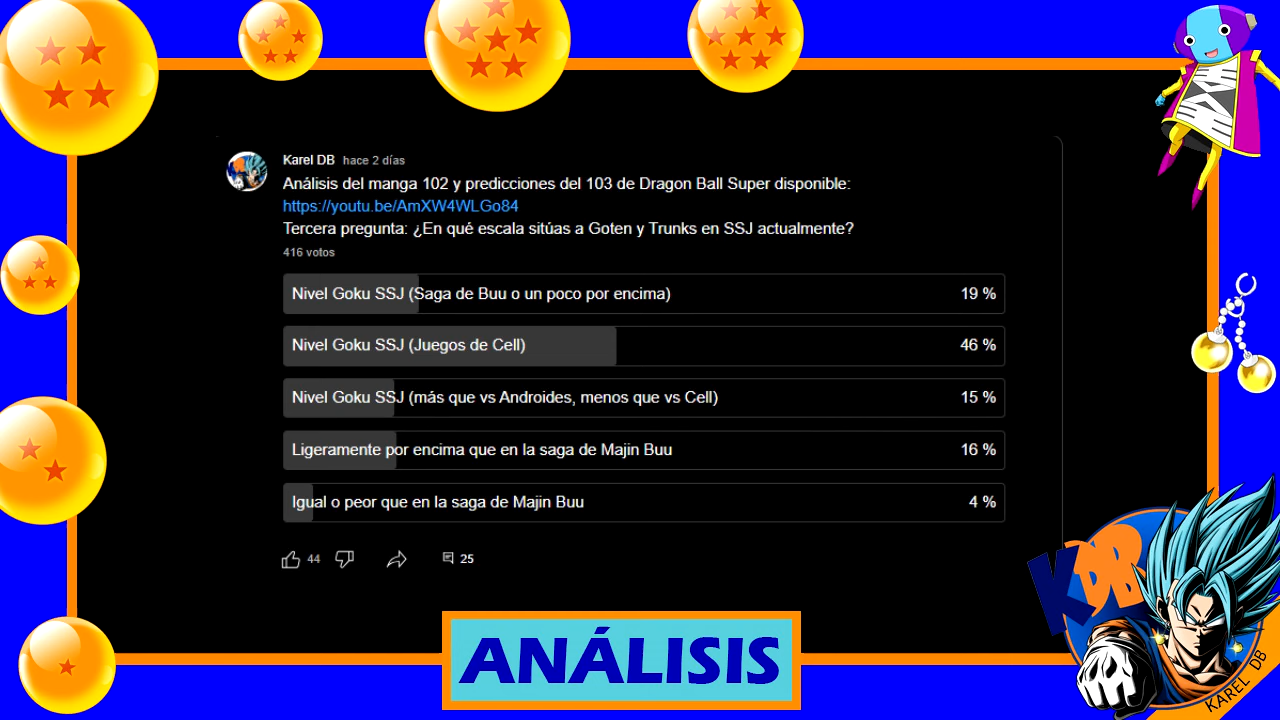 Karel DB hace 2 días
Análisis del manga 102 y predicciones del 103 de Dragon Ball Super disponible:
https://youtu.be/AmXW4WLGo84
Tercera pregunta: ¿En qué escala sitúas a Goten y Trunks en SSJ actualmente?
416 votos
Nivel Goku SSJ (Saga de Buu o un poco por encima) 19 %
Nivel Goku SSJ (Juegos de Cell) 46 %
Nivel Goku SSJ (más que vs Androides, menos que vs Cell) 15 %
Ligeramente por encima que en la saga de Majin Buu 16 %
Igual o peor que en la saga de Majin Buu 4 %
44 25
KDB
KAREL DB
ANÁLISIS